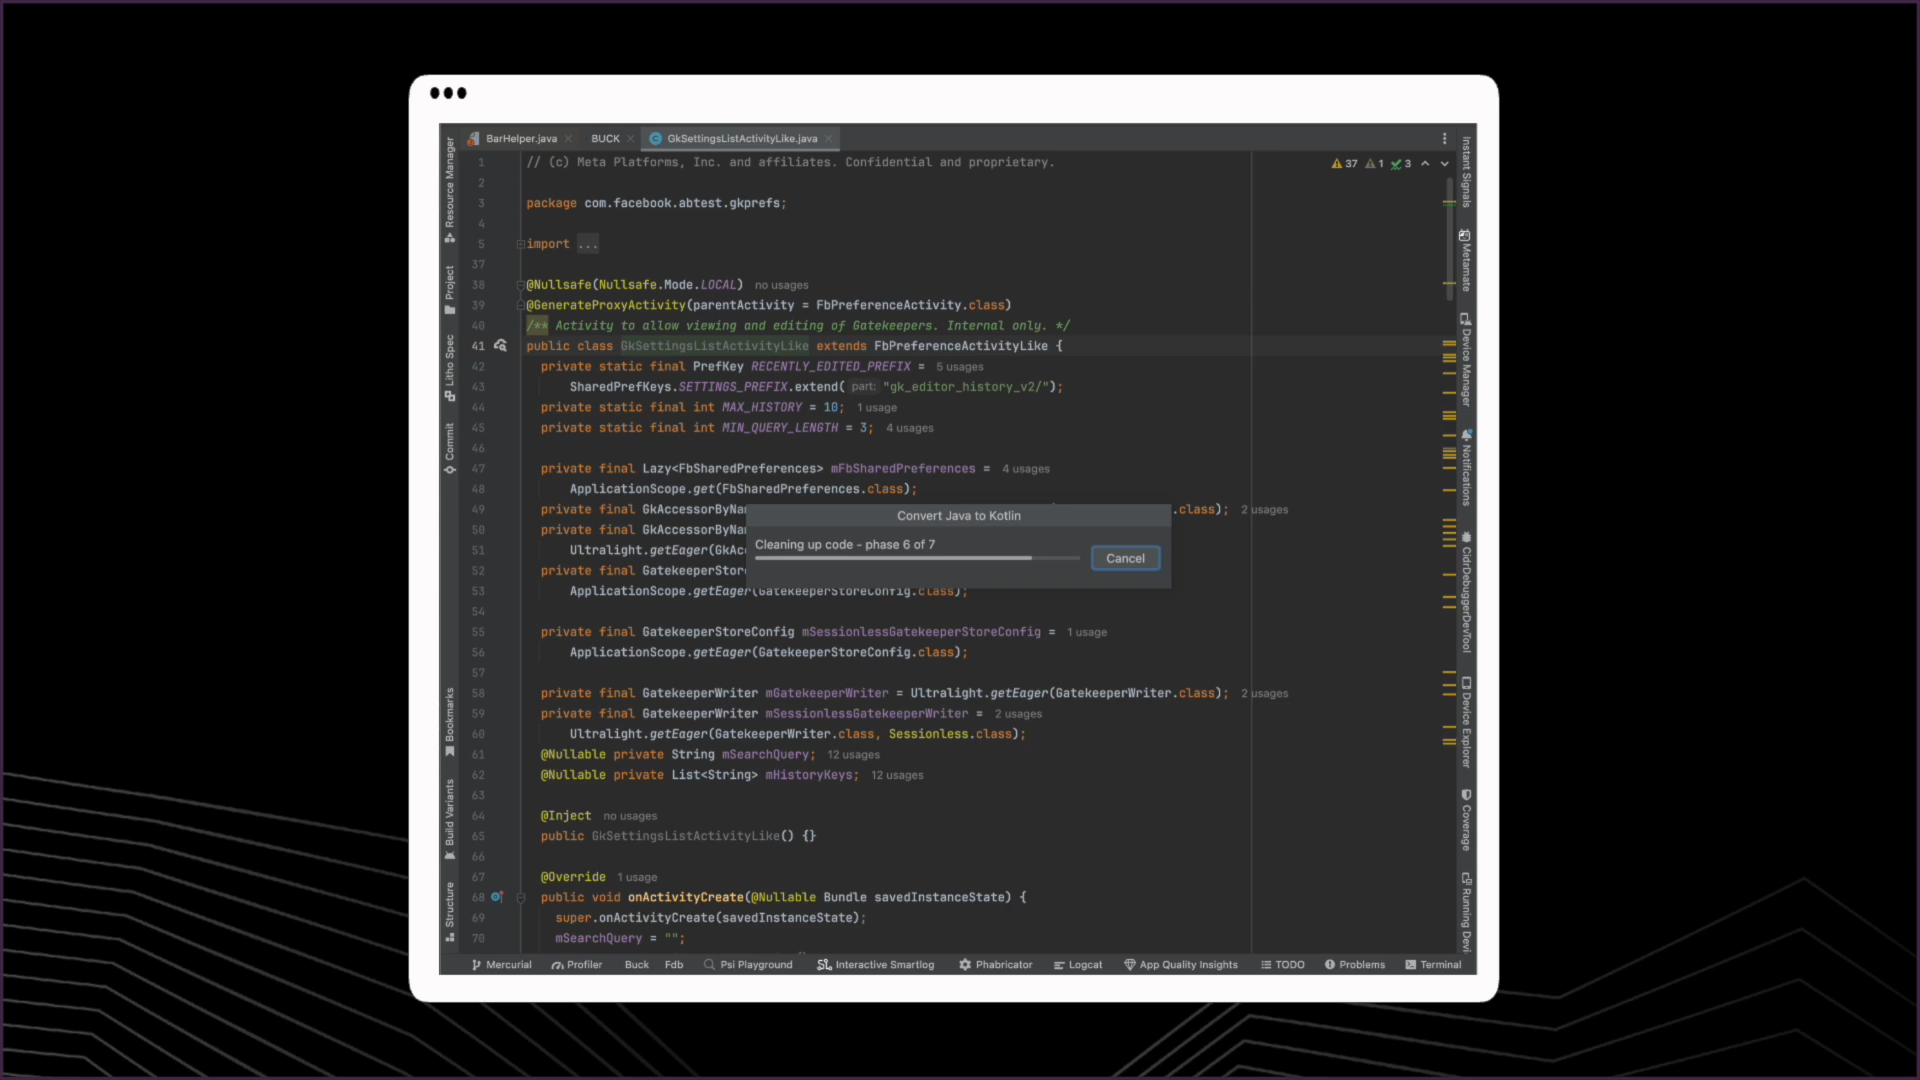 BarHelper.java
BUCK
GkSettingsListActivityLike.java
37 1 3
1 // (c) Meta Platforms, Inc. and affiliates. Confidential and proprietary.
2
3 package com.facebook.abtest.gkprefs;
4
5 import ...
37
38 @Nullsafe(Nullsafe.Mode.LOCAL) no usages
39 @GenerateProxyActivity(parentActivity = FbPreferenceActivity.class)
40 /** Activity to allow viewing and editing of Gatekeepers. Internal only. */
41 public class GkSettingsListActivityLike extends FbPreferenceActivityLike {
42 private static final PrefKey RECENTLY_EDITED_PREFIX = 5 usages
43 SharedPrefKeys.SETTINGS_PREFIX.extend( part: "gk_editor_history_v2/");
44 private static final int MAX_HISTORY = 10; 1 usage
45 private static final int MIN_QUERY_LENGTH = 3; 4 usages
46
47 private final Lazy<FbSharedPreferences> mFbSharedPreferences = 4 usages
48 ApplicationScope.get(FbSharedPreferences.class);
49 private final GkAccessorByNa .class); 2 usages
50 private final GkAccessorByNa
51 Ultralight.getEager(GkAc
52 private final GatekeeperStor
53 ApplicationScope.getEager(GatekeeperStoreConfig.class);
54
55 private final GatekeeperStoreConfig mSessionlessGatekeeperStoreConfig = 1 usage
56 ApplicationScope.getEager(GatekeeperStoreConfig.class);
57
58 private final GatekeeperWriter mGatekeeperWriter = Ultralight.getEager(GatekeeperWriter.class); 2 usages
59 private final GatekeeperWriter mSessionlessGatekeeperWriter = 2 usages
60 Ultralight.getEager(GatekeeperWriter.class, Sessionless.class);
61 @Nullable private String mSearchQuery; 12 usages
62 @Nullable private List<String> mHistoryKeys; 12 usages
63
64 @Inject no usages
65 public GkSettingsListActivityLike() {}
66
67 @Override 1 usage
68 public void onActivityCreate(@Nullable Bundle savedInstanceState) {
69 super.onActivityCreate(savedInstanceState);
70 mSearchQuery = "";
Convert Java to Kotlin
Cleaning up code - phase 6 of 7
Cancel
Resource Manager
Project
Litho Spec
Commit
Bookmarks
Build Variants
Structure
Instant Signals
Metamate
Device Manager
Notifications
CidrDebuggerDevTool
Device Explorer
Coverage
Running Devi
Mercurial
Profiler
Buck
Fdb
Psi Playground
Interactive Smartlog
Phabricator
Logcat
App Quality Insights
TODO
Problems
Terminal